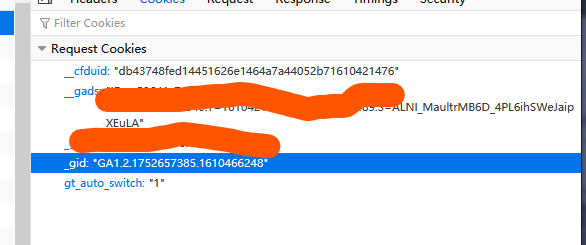 Headers Cookies Request Response Timings Security
Filter Cookies
Request Cookies
__cfduid: "db43748fed14451626e1464a7a44052b71610421476"
__gads:
ALNI_MaultrMB6D_4PL6ihSWeJaip
XEuLA"
_gid: "GA1.2.1752657385.1610466248"
gt_auto_switch: "1"